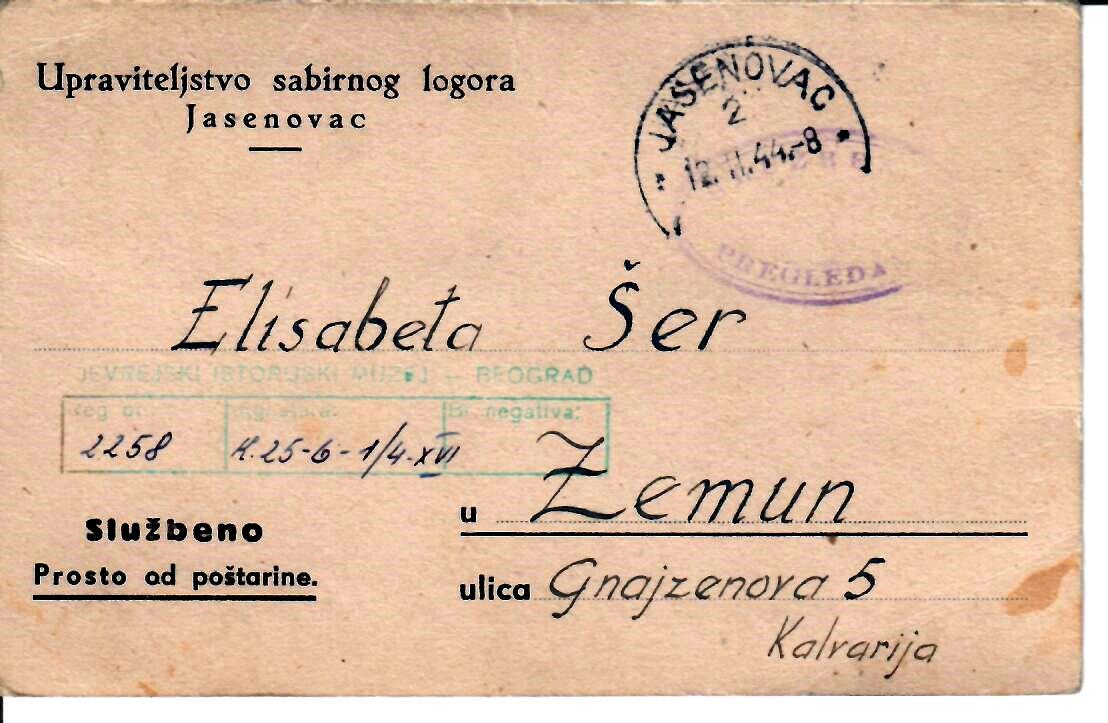 Upraviteljstvo sabirnog logora
Jasenovac
JASENOVAC
2
12. II. 44.-8
PREGLEDA
Elisabeta Šer
JEVREJSKI ISTORIJSKI MUZEJ — BEOGRAD
Reg. br.
Br. negativa:
2258
K.25-6-1/4-XVI
u Zemun
Službeno
Prosto od poštarine.
ulica Gnajzenova 5
Kalvarija